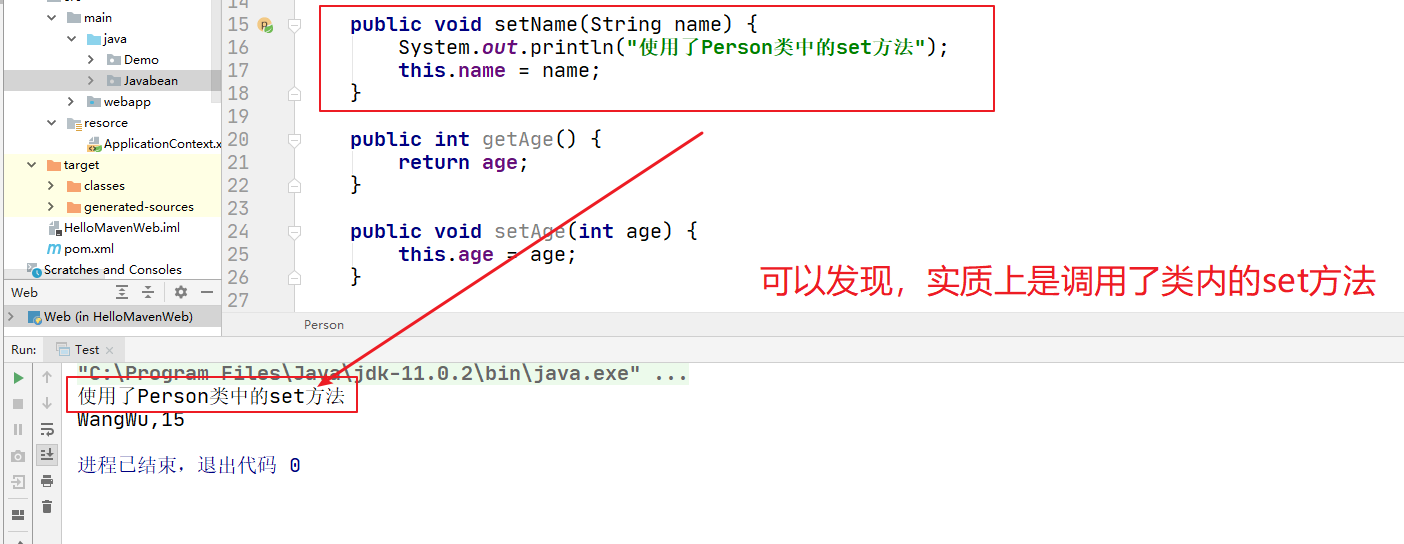 14
src
main
java
Demo
Javabean
webapp
resorce
ApplicationContext.x
target
classes
generated-sources
HelloMavenWeb.iml
pom.xml
Scratches and Consoles
Web
Web (in HelloMavenWeb)
15 public void setName(String name) {
16 System.out.println("使用了Person类中的set方法");
17 this.name = name;
18 }
19
20 public int getAge() {
21 return age;
22 }
23
24 public void setAge(int age) {
25 this.age = age;
26 }
27
可以发现，实质上是调用了类内的set方法
Person
Run: Test
"C:\Program Files\Java\jdk-11.0.2\bin\java.exe" ...
使用了Person类中的set方法
WangWu,15
进程已结束，退出代码 0